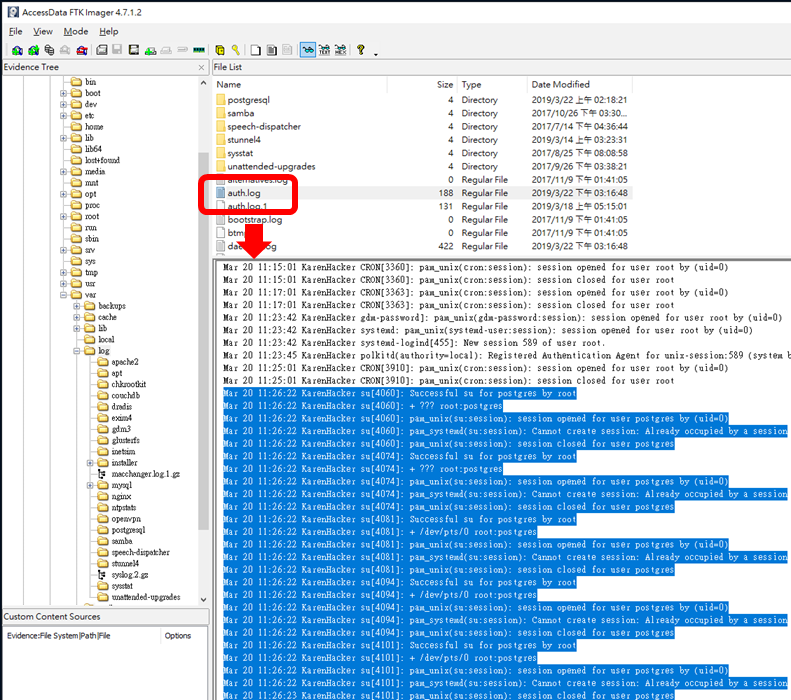 AccessData FTK Imager 4.7.1.2
File View Mode Help
Evidence Tree
bin
boot
dev
etc
home
lib
lib64
lost+found
media
mnt
opt
proc
root
run
sbin
srv
sys
tmp
usr
var
backups
cache
lib
local
log
apache2
apt
chkrootkit
couchdb
dradis
exim4
gdm3
glusterfs
inetsim
installer
macchanger.log.1.gz
mysql
nginx
ntpstats
openvpn
postgresql
samba
speech-dispatcher
stunnel4
syslog.2.gz
sysstat
unattended-upgrades
Custom Content Sources
Evidence:File System|Path|File Options
File List
Name Size Type Date Modified
postgresql 4 Directory 2019/3/22 上午 02:18:21
samba 4 Directory 2017/10/26 下午 03:30...
speech-dispatcher 4 Directory 2017/7/14 下午 04:36:44
stunnel4 4 Directory 2019/3/14 下午 03:23:31
sysstat 4 Directory 2017/8/25 下午 08:08:58
unattended-upgrades 4 Directory 2017/9/26 下午 03:38:21
alternatives.log 0 Regular File 2017/11/9 下午 01:41:05
auth.log 188 Regular File 2019/3/22 下午 03:16:48
auth.log.1 131 Regular File 2019/3/18 下午 05:15:01
bootstrap.log 0 Regular File 2017/11/9 下午 01:41:05
btm 0 Regular File 2017/11/9 下午 01:41:05
422 Regular File 2019/3/22 下午 03:16:48
Mar 20 11:15:01 KarenHacker CRON[3360]: pam_unix(cron:session): session opened for user root by (uid=0)
Mar 20 11:15:01 KarenHacker CRON[3360]: pam_unix(cron:session): session closed for user root
Mar 20 11:17:01 KarenHacker CRON[3363]: pam_unix(cron:session): session opened for user root by (uid=0)
Mar 20 11:17:01 KarenHacker CRON[3363]: pam_unix(cron:session): session closed for user root
Mar 20 11:23:42 KarenHacker gdm-password]: pam_unix(gdm-password:session): session opened for user root by (uid=0)
Mar 20 11:23:42 KarenHacker systemd: pam_unix(systemd-user:session): session opened for user root by (uid=0)
Mar 20 11:23:42 KarenHacker systemd-logind[455]: New session 589 of user root.
Mar 20 11:23:45 KarenHacker polkitd(authority=local): Registered Authentication Agent for unix-session:589 (system b
Mar 20 11:25:01 KarenHacker CRON[3910]: pam_unix(cron:session): session opened for user root by (uid=0)
Mar 20 11:25:01 KarenHacker CRON[3910]: pam_unix(cron:session): session closed for user root
Mar 20 11:26:22 KarenHacker su[4060]: Successful su for postgres by root
Mar 20 11:26:22 KarenHacker su[4060]: + ??? root:postgres
Mar 20 11:26:22 KarenHacker su[4060]: pam_unix(su:session): session opened for user postgres by (uid=0)
Mar 20 11:26:22 KarenHacker su[4060]: pam_systemd(su:session): Cannot create session: Already occupied by a session
Mar 20 11:26:22 KarenHacker su[4060]: pam_unix(su:session): session closed for user postgres
Mar 20 11:26:22 KarenHacker su[4074]: Successful su for postgres by root
Mar 20 11:26:22 KarenHacker su[4074]: + ??? root:postgres
Mar 20 11:26:22 KarenHacker su[4074]: pam_unix(su:session): session opened for user postgres by (uid=0)
Mar 20 11:26:22 KarenHacker su[4074]: pam_systemd(su:session): Cannot create session: Already occupied by a session
Mar 20 11:26:22 KarenHacker su[4074]: pam_unix(su:session): session closed for user postgres
Mar 20 11:26:22 KarenHacker su[4081]: Successful su for postgres by root
Mar 20 11:26:22 KarenHacker su[4081]: + /dev/pts/0 root:postgres
Mar 20 11:26:22 KarenHacker su[4081]: pam_unix(su:session): session opened for user postgres by (uid=0)
Mar 20 11:26:22 KarenHacker su[4081]: pam_systemd(su:session): Cannot create session: Already occupied by a session
Mar 20 11:26:22 KarenHacker su[4081]: pam_unix(su:session): session closed for user postgres
Mar 20 11:26:22 KarenHacker su[4094]: Successful su for postgres by root
Mar 20 11:26:22 KarenHacker su[4094]: + /dev/pts/0 root:postgres
Mar 20 11:26:22 KarenHacker su[4094]: pam_unix(su:session): session opened for user postgres by (uid=0)
Mar 20 11:26:22 KarenHacker su[4094]: pam_systemd(su:session): Cannot create session: Already occupied by a session
Mar 20 11:26:22 KarenHacker su[4094]: pam_unix(su:session): session closed for user postgres
Mar 20 11:26:22 KarenHacker su[4101]: Successful su for postgres by root
Mar 20 11:26:22 KarenHacker su[4101]: + /dev/pts/0 root:postgres
Mar 20 11:26:22 KarenHacker su[4101]: pam_unix(su:session): session opened for user postgres by (uid=0)
Mar 20 11:26:22 KarenHacker su[4101]: pam_systemd(su:session): Cannot create session: Already occupied by a session
Mar 20 11:26:23 KarenHacker su[4101]: pam_unix(su:session): session closed for user postgres